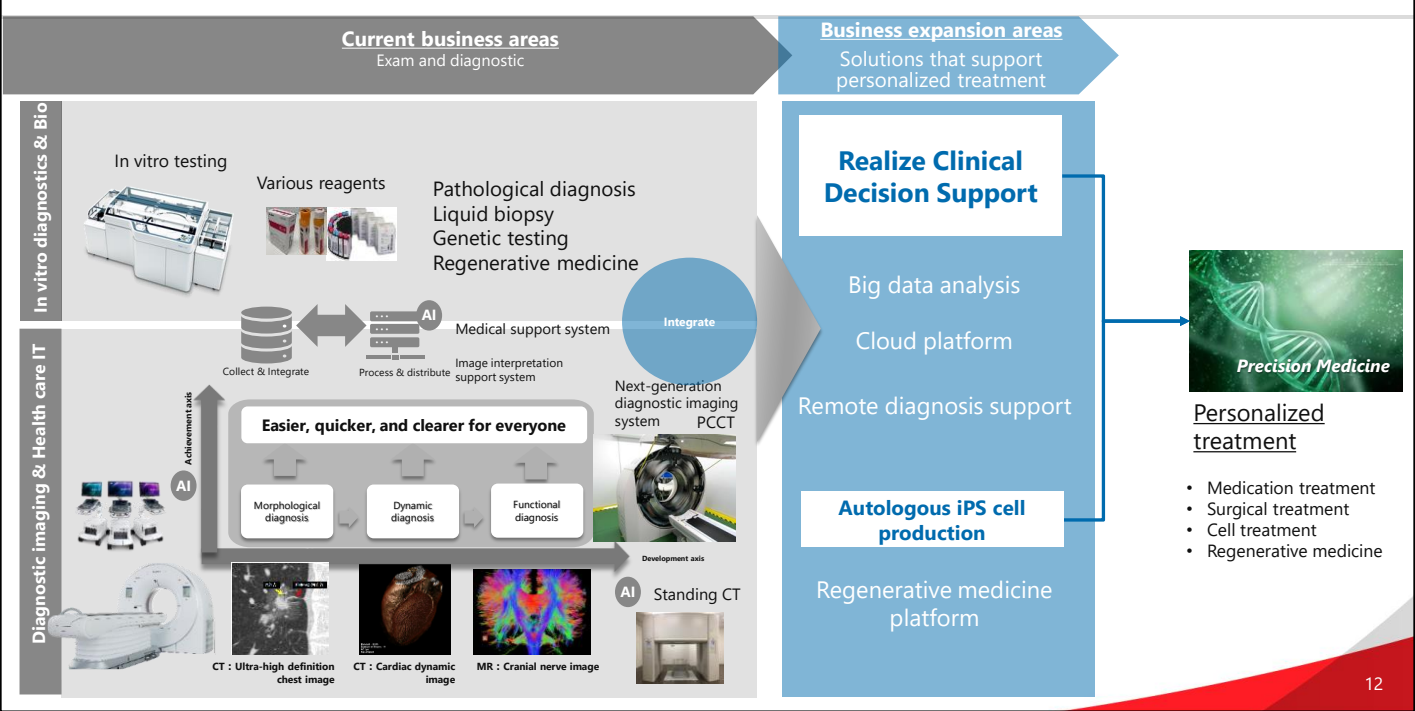 Current business areas
Exam and diagnostic
Business expansion areas
Solutions that support
personalized treatment
In vitro diagnostics & Bio
In vitro testing
Various reagents
Pathological diagnosis
Liquid biopsy
Genetic testing
Regenerative medicine
Integrate
AI
Medical support system
Collect & Integrate
Process & distribute
Image interpretation
support system
Diagnostic imaging & Health care IT
Achievement axis
Easier, quicker, and clearer for everyone
Morphological
diagnosis
Dynamic
diagnosis
Functional
diagnosis
AI
Next-generation
diagnostic imaging
system
PCCT
Development axis
AI
Standing CT
CT : Ultra-high definition
chest image
CT : Cardiac dynamic
image
MR : Cranial nerve image
Realize Clinical
Decision Support
Big data analysis
Cloud platform
Remote diagnosis support
Autologous iPS cell
production
Regenerative medicine
platform
Precision Medicine
Personalized
treatment
• Medication treatment
• Surgical treatment
• Cell treatment
• Regenerative medicine
12